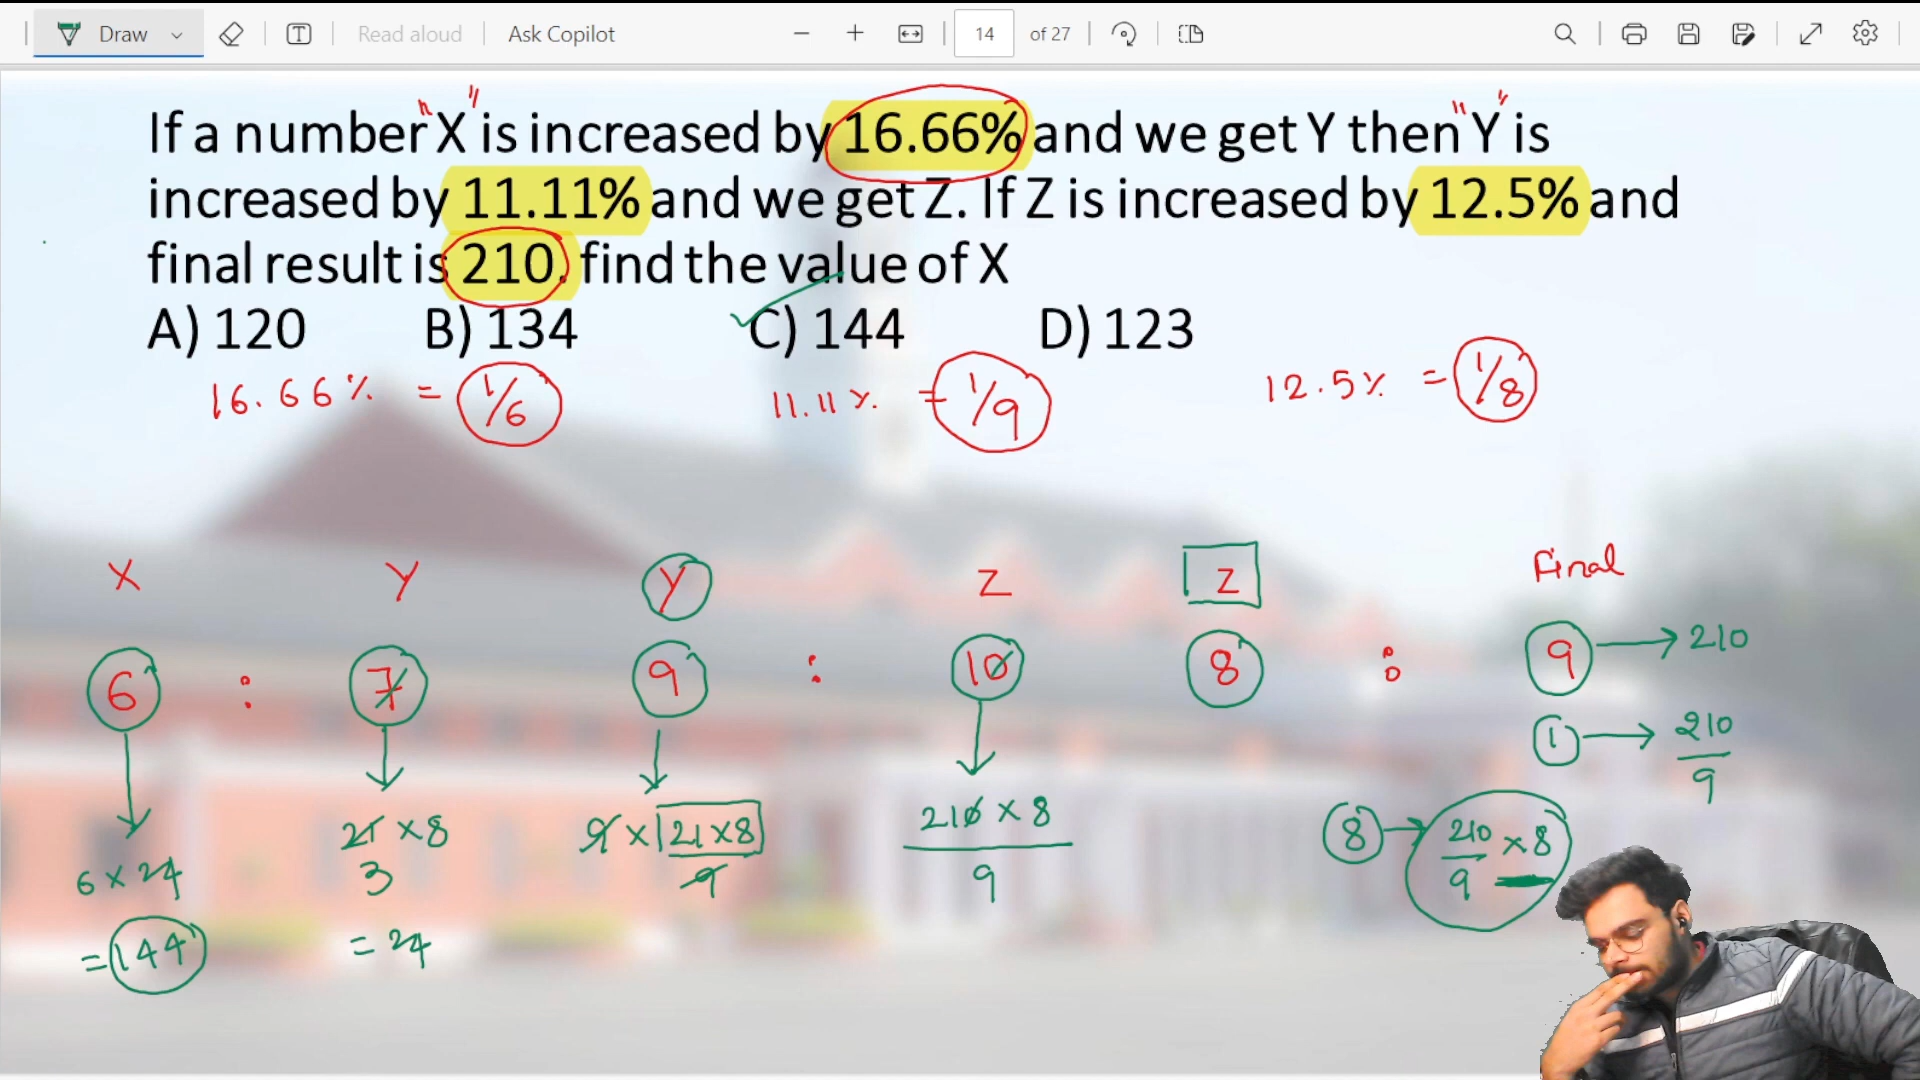 Draw Read aloud Ask Copilot 14 of 27
If a number "X" is increased by 16.66% and we get Y then "Y" is
increased by 11.11% and we get Z. If Z is increased by 12.5% and
final result is 210, find the value of X
A) 120 B) 134 C) 144 D) 123
16.66% = 1/6 11.11% = 1/9 12.5% = 1/8
X Y Y Z Z Final
6 : 7 9 : 10 8 : 9 → 210
1 → 210/9
21 × 8 9 × 21 × 8/9 210 × 8/9 8 → 210/9 × 8
6 × 24 3
= 144 = 24